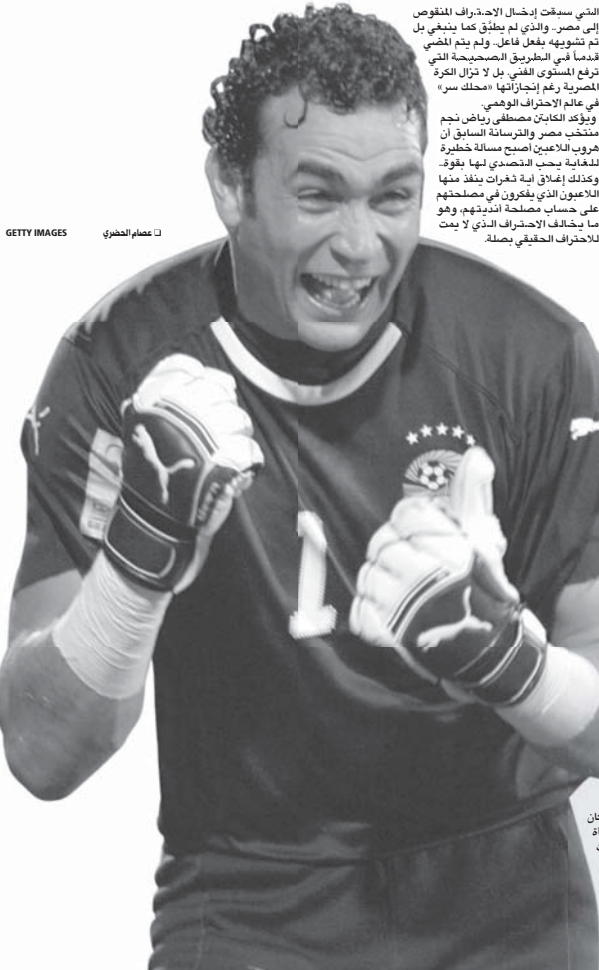 التي سبقت إدخال الاحتراف المنقوص
إلى مصر.. والذي لم يطبَّق كما ينبغي بل
تم تشويهه بفعل فاعل.. ولم يتم المضي
قدماً في الطريق الصحيحة التي
ترفع المستوى الفني. بل لا تزال الكرة
المصرية رغم إنجازاتها «محلك سر»
في عالم الاحتراف الوهمي.
ويؤكد الكابتن مصطفى رياض نجم
منتخب مصر والترسانة السابق أن
هروب اللاعبين أصبح مسألة خطيرة
للغاية يجب التصدي لها بقوة..
وكذلك إغلاق أية ثغرات ينفذ منها
اللاعبون الذي يفكرون في مصلحتهم
على حساب مصلحة أنديتهم، وهو
ما يخالف الاحتراف الذي لا يمت
للاحتراف الحقيقي بصلة.
❑ عصام الحضري
GETTY IMAGES
1